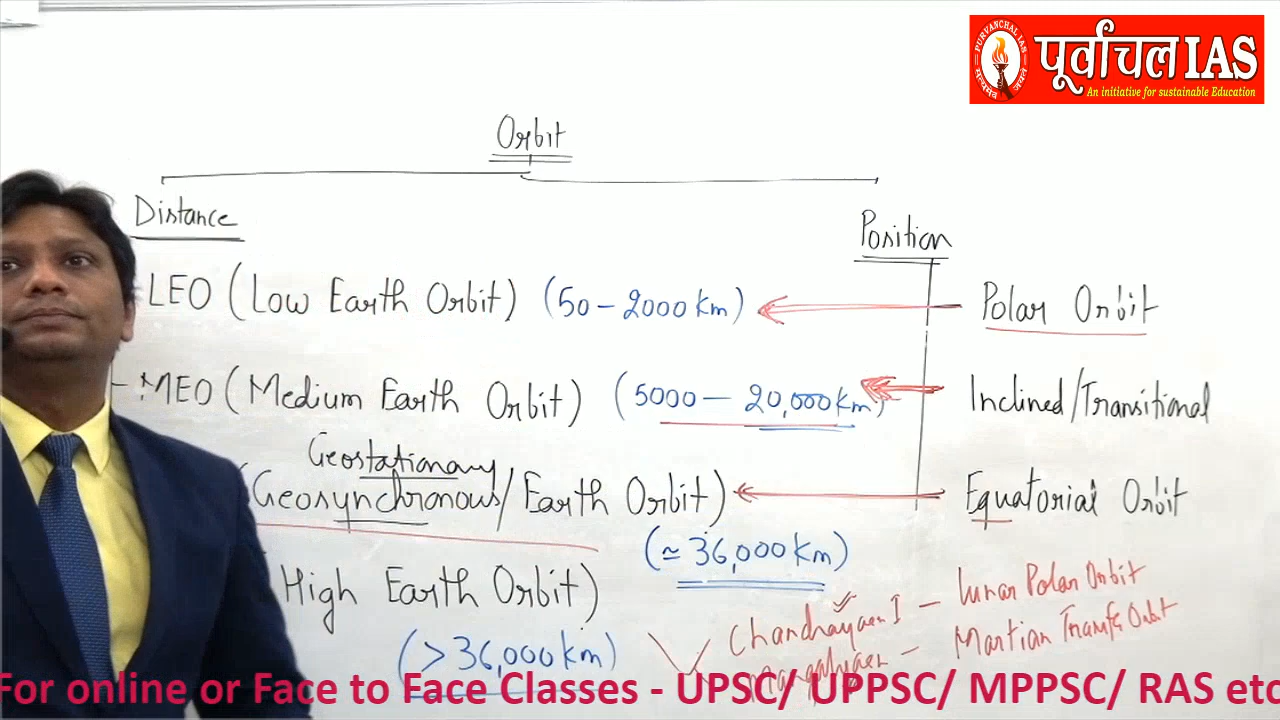 PURVANCHAL IAS
पूर्वांचल IAS
An initiative for sustainable Education
Orbit
Distance
Position
LEO (Low Earth Orbit) (50 - 2000 km)
Polar Orbit
MEO (Medium Earth Orbit) (5000 - 20,000 km)
Inclined/Transitional
Geostationary
(Geosynchronous/Earth Orbit)
Equatorial Orbit
(≃ 36,000 km)
High Earth Orbit)
(> 36,000 km)
Chandrayaan I - Lunar Polar Orbit
Mangalyaan - Martian Transfer Orbit
For online or Face to Face Classes - UPSC/ UPPSC/ MPPSC/ RAS etc